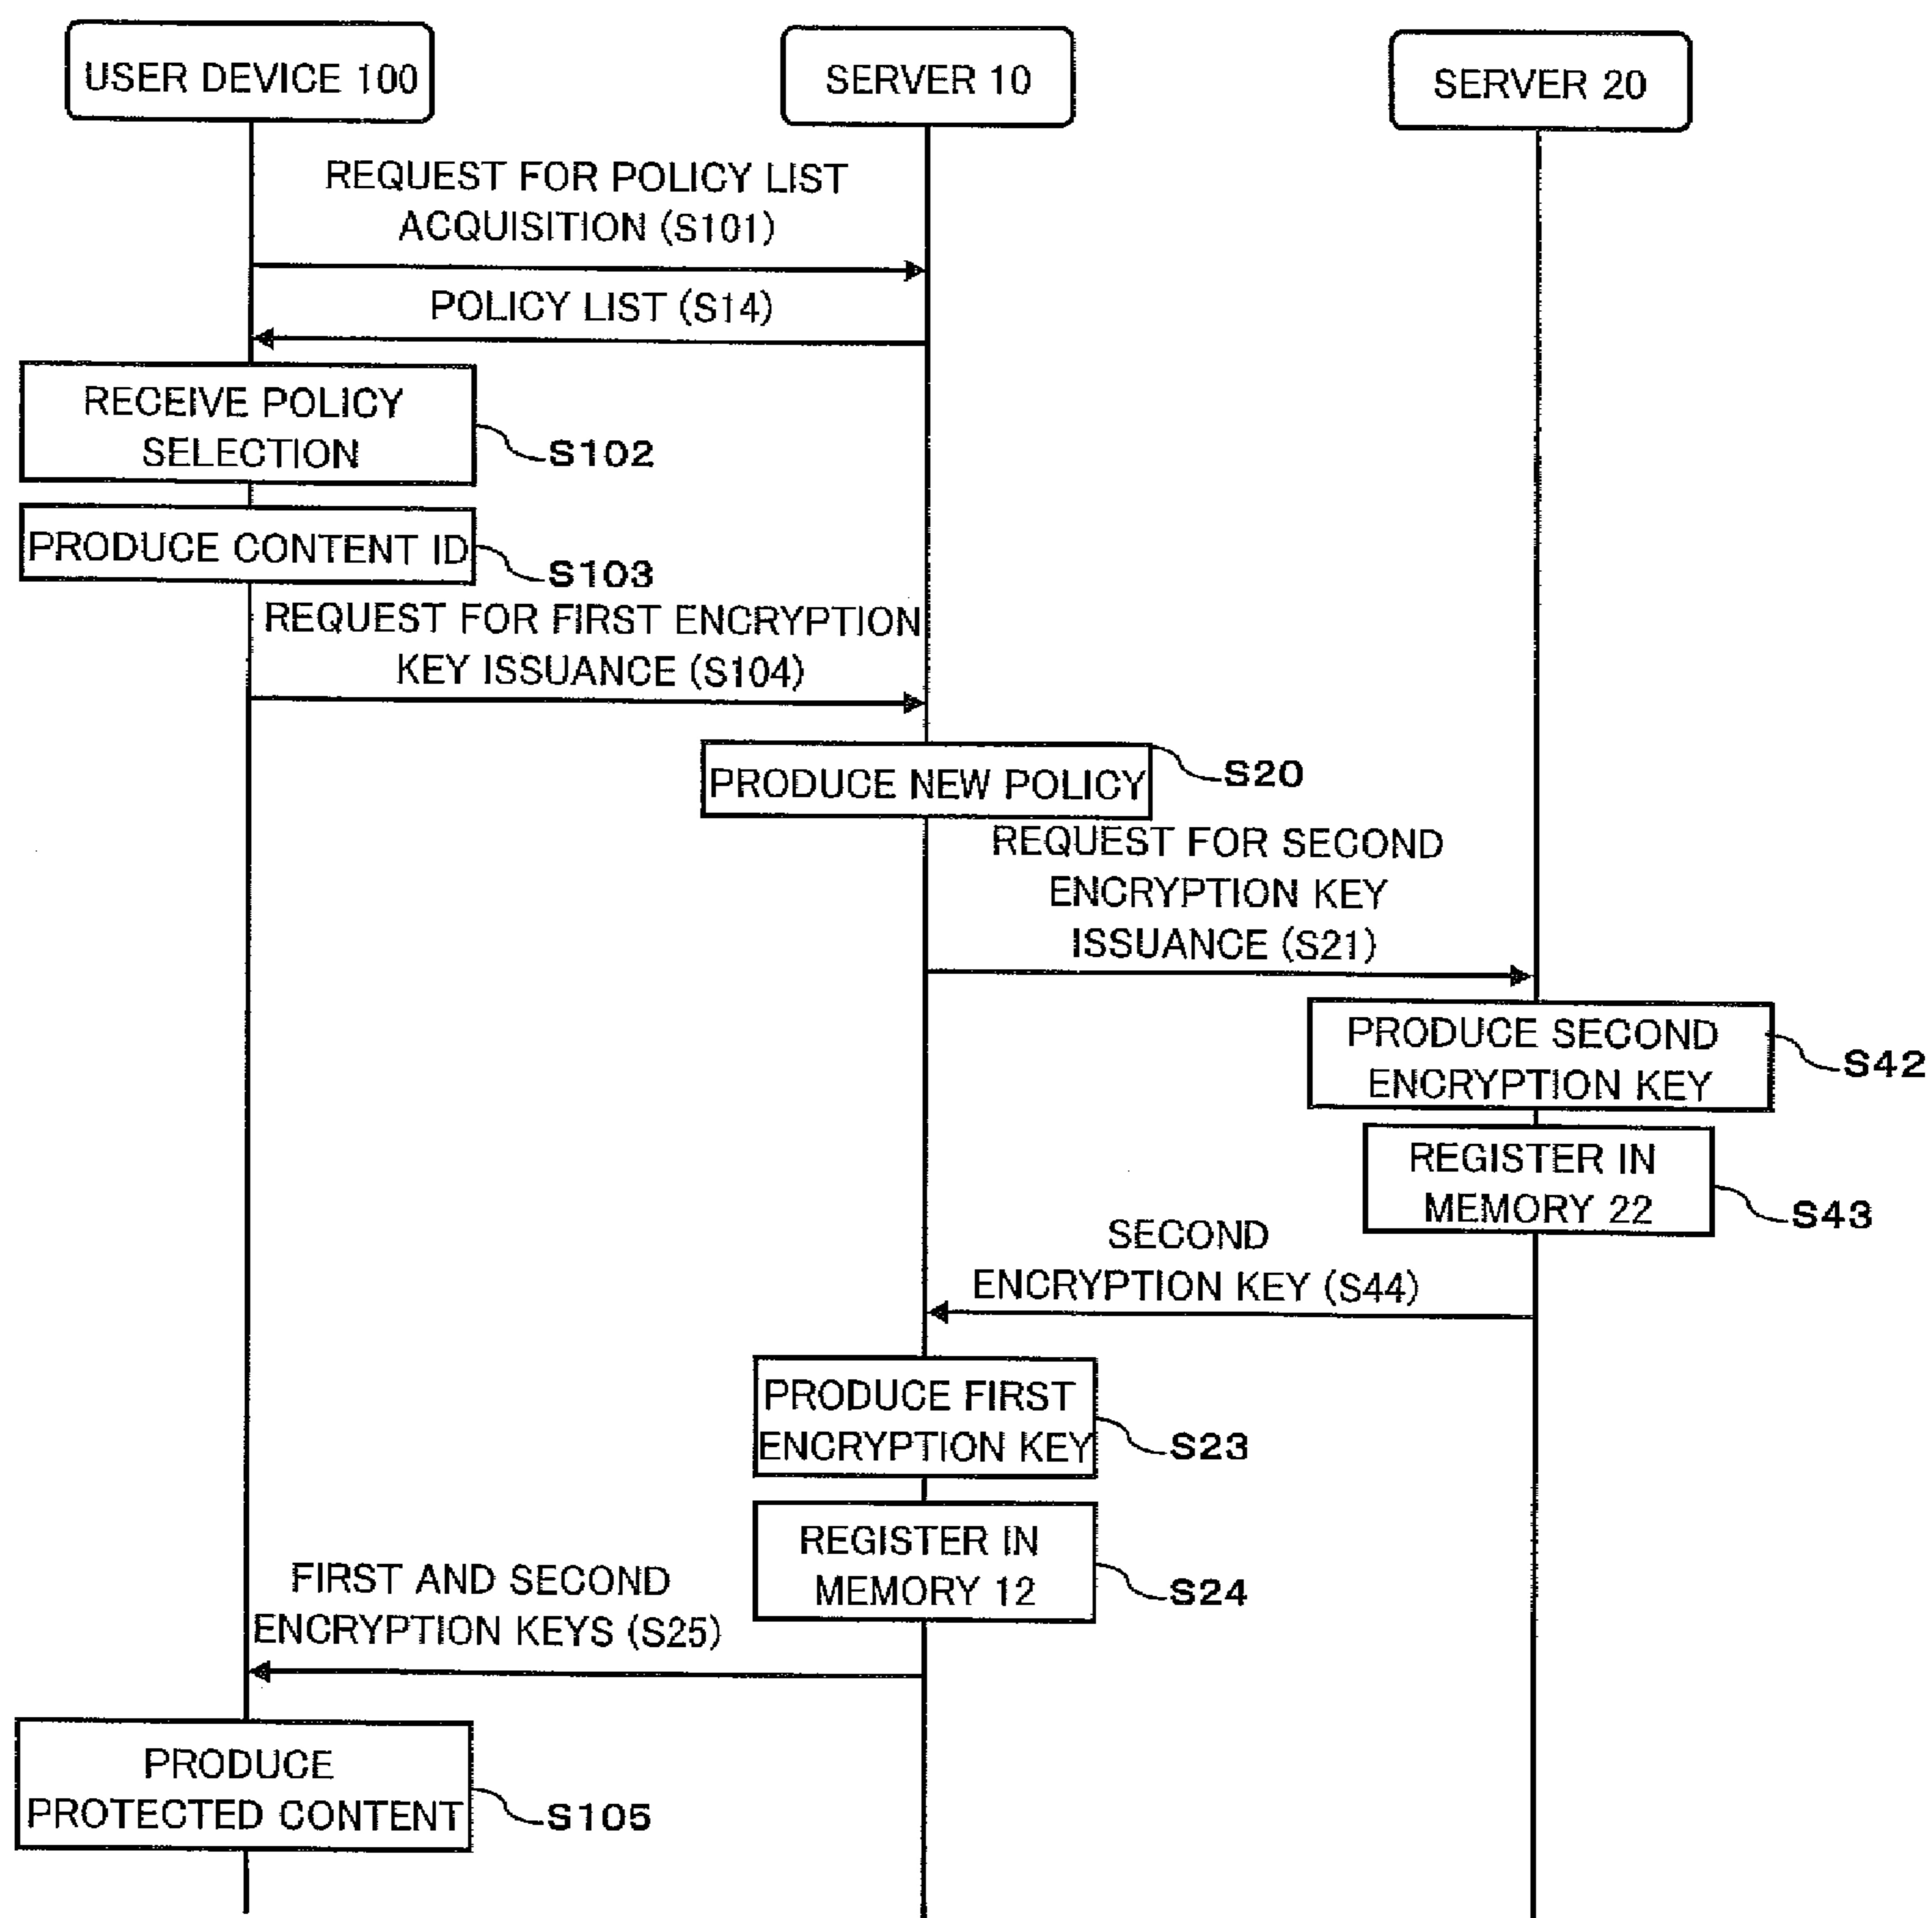 USER DEVICE 100
SERVER 10
SERVER 20
REQUEST FOR POLICY LIST
ACQUISITION (S101)
POLICY LIST (S14)
RECEIVE POLICY
SELECTION
S102
PRODUCE CONTENT ID
S103
REQUEST FOR FIRST ENCRYPTION
KEY ISSUANCE (S104)
PRODUCE NEW POLICY
S20
REQUEST FOR SECOND
ENCRYPTION KEY
ISSUANCE (S21)
PRODUCE SECOND
ENCRYPTION KEY
S42
REGISTER IN
MEMORY 22
S43
SECOND
ENCRYPTION KEY (S44)
PRODUCE FIRST
ENCRYPTION KEY
S23
REGISTER IN
MEMORY 12
S24
FIRST AND SECOND
ENCRYPTION KEYS (S25)
PRODUCE
PROTECTED CONTENT
S105